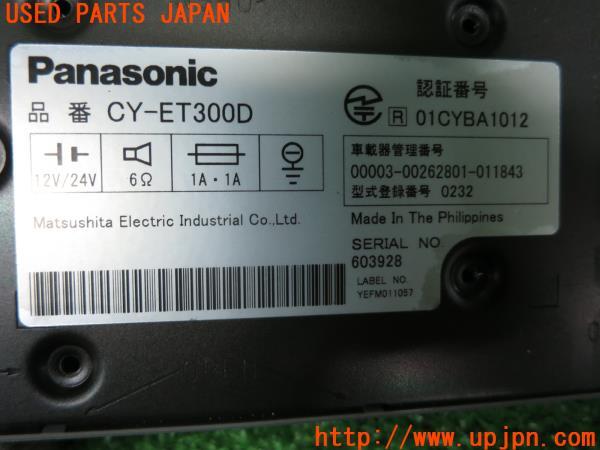 USED PARTS JAPAN
Panasonic
品 番 CY-ET300D
認証番号
R 01CYBA1012
12V/24V
6Ω
1A・1A
車載器管理番号
00003-00262801-011843
型式登録番号 0232
Matsushita Electric Industrial Co.,Ltd.
Made In The Philippines
SERIAL NO.
603928
LABEL NO.
YEFM011057
http://www.upjpn.com/